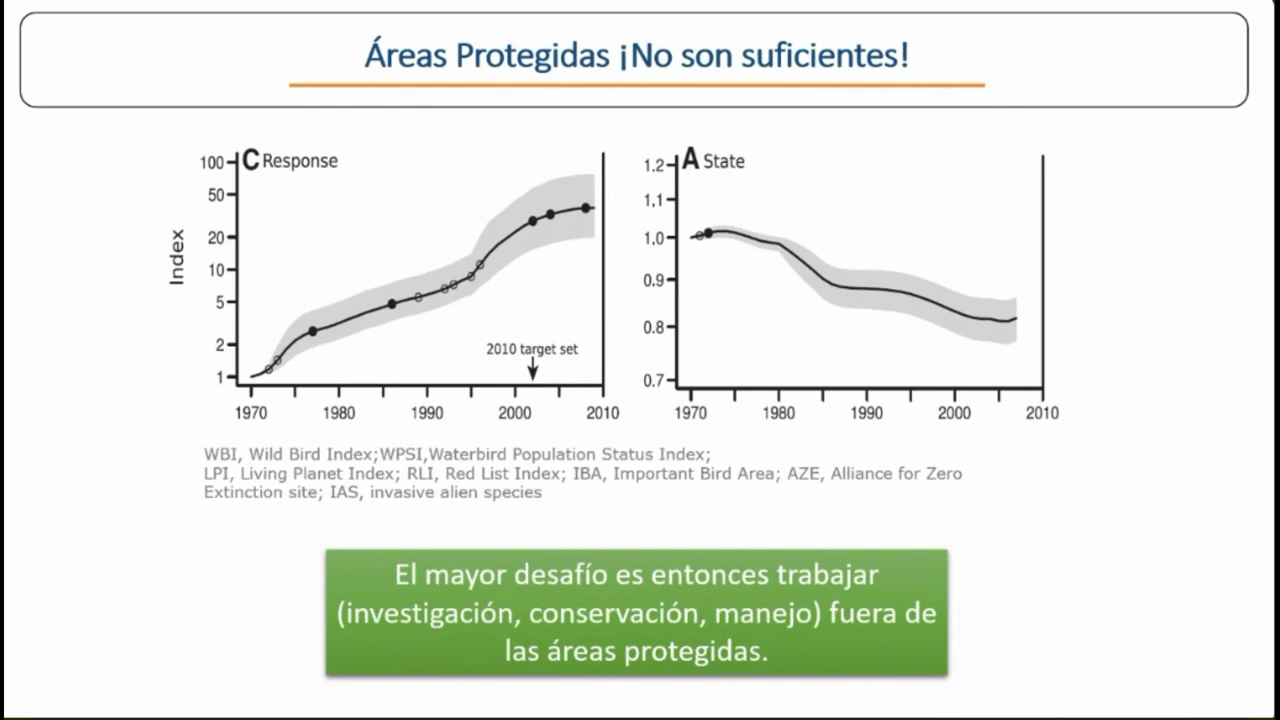 Áreas Protegidas ¡No son suficientes!
C Response
100
50
20
10
5
2
1
Index
2010 target set
1970 1980 1990 2000 2010
A State
1.2
1.1
1.0
0.9
0.8
0.7
1970 1980 1990 2000 2010
WBI, Wild Bird Index;WPSI,Waterbird Population Status Index;
LPI, Living Planet Index; RLI, Red List Index; IBA, Important Bird Area; AZE, Alliance for Zero
Extinction site; IAS, invasive alien species
El mayor desafío es entonces trabajar
(investigación, conservación, manejo) fuera de
las áreas protegidas.